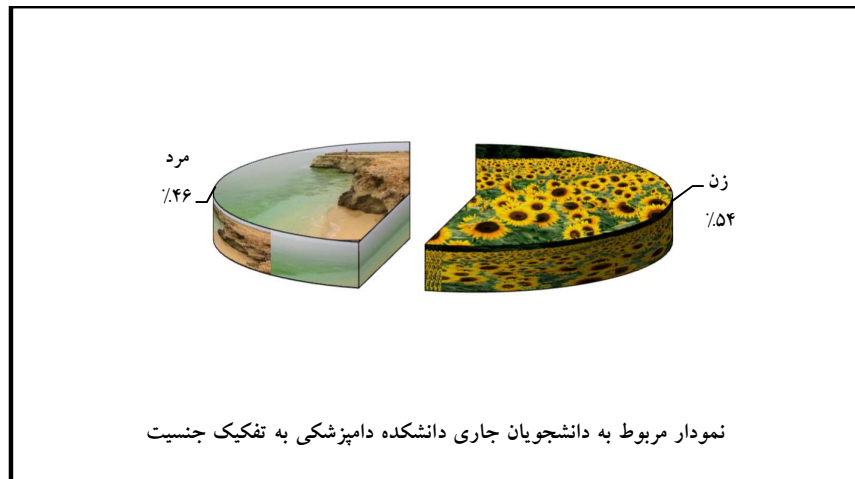 مرد
٪۴۶
زن
٪۵۴
نمودار مربوط به دانشجویان جاری دانشکده دامپزشکی به تفکیک جنسیت